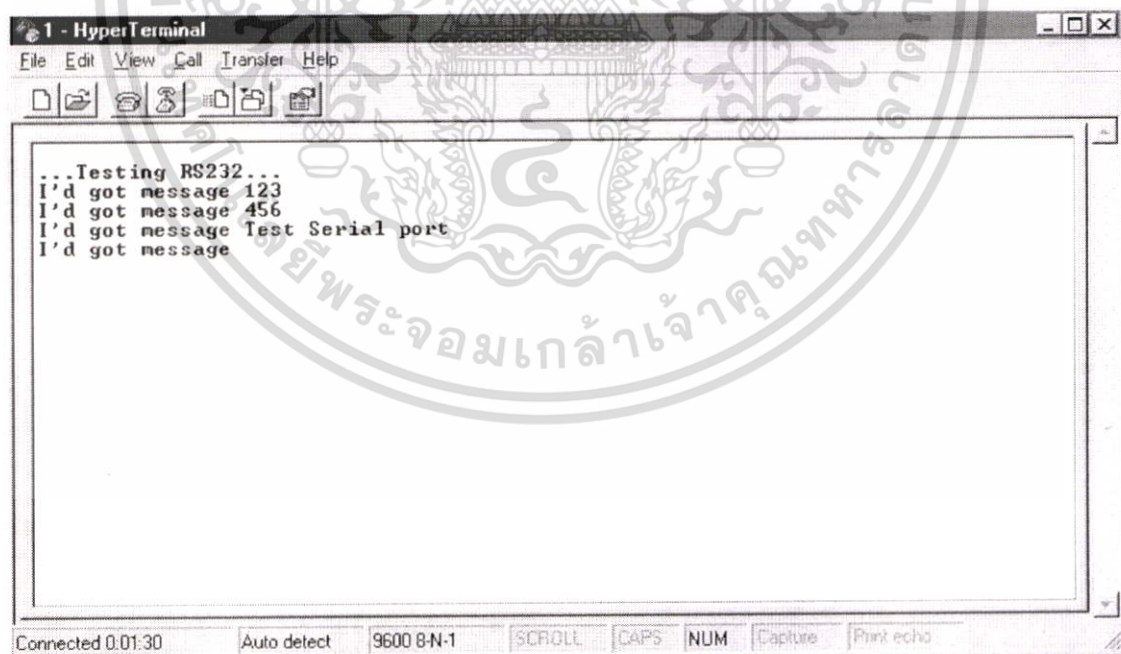 1 - HyperTerminal
File Edit View Call Transfer Help
...Testing RS232...
I'd got message 123
I'd got message 456
I'd got message Test Serial port
I'd got message
พระจอมเกล้าเจ้าคุณทหารลาด
Connected 0:01:30 Auto detect 9600 8-N-1 SCROLL CAPS NUM Capture Print echo